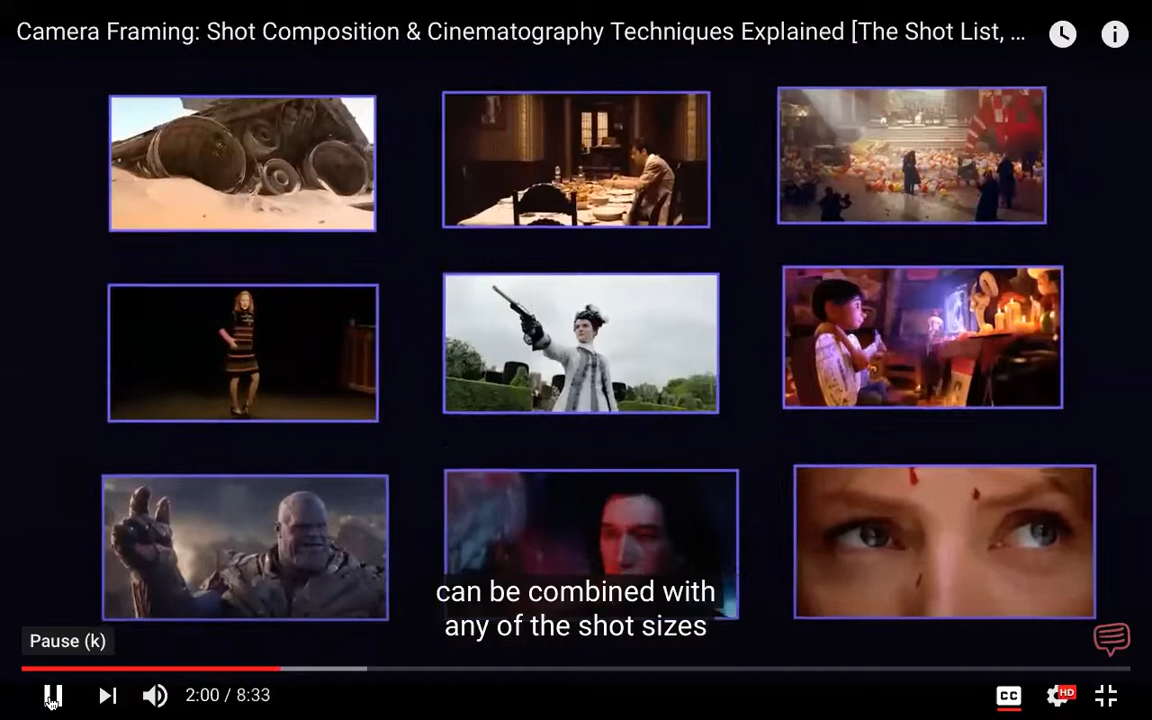 Camera Framing: Shot Composition & Cinematography Techniques Explained [The Shot List, ...
can be combined with
any of the shot sizes
Pause (k)
2:00 / 8:33
CC
HD